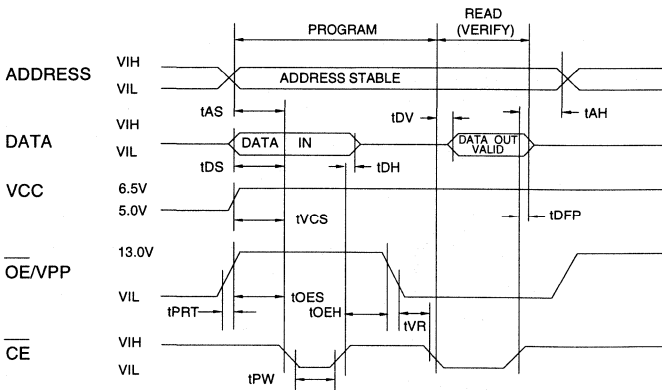 READ
PROGRAM (VERIFY)
ADDRESS VIH VIL ADDRESS STABLE
tAS tDV tAH
DATA VIH VIL DATA IN DATA OUT VALID
tDS tDH
VCC 6.5V 5.0V
tVCS tDFP
OE/VPP 13.0V VIL
tPRT tOES tOEH tVR
CE VIH VIL
tPW